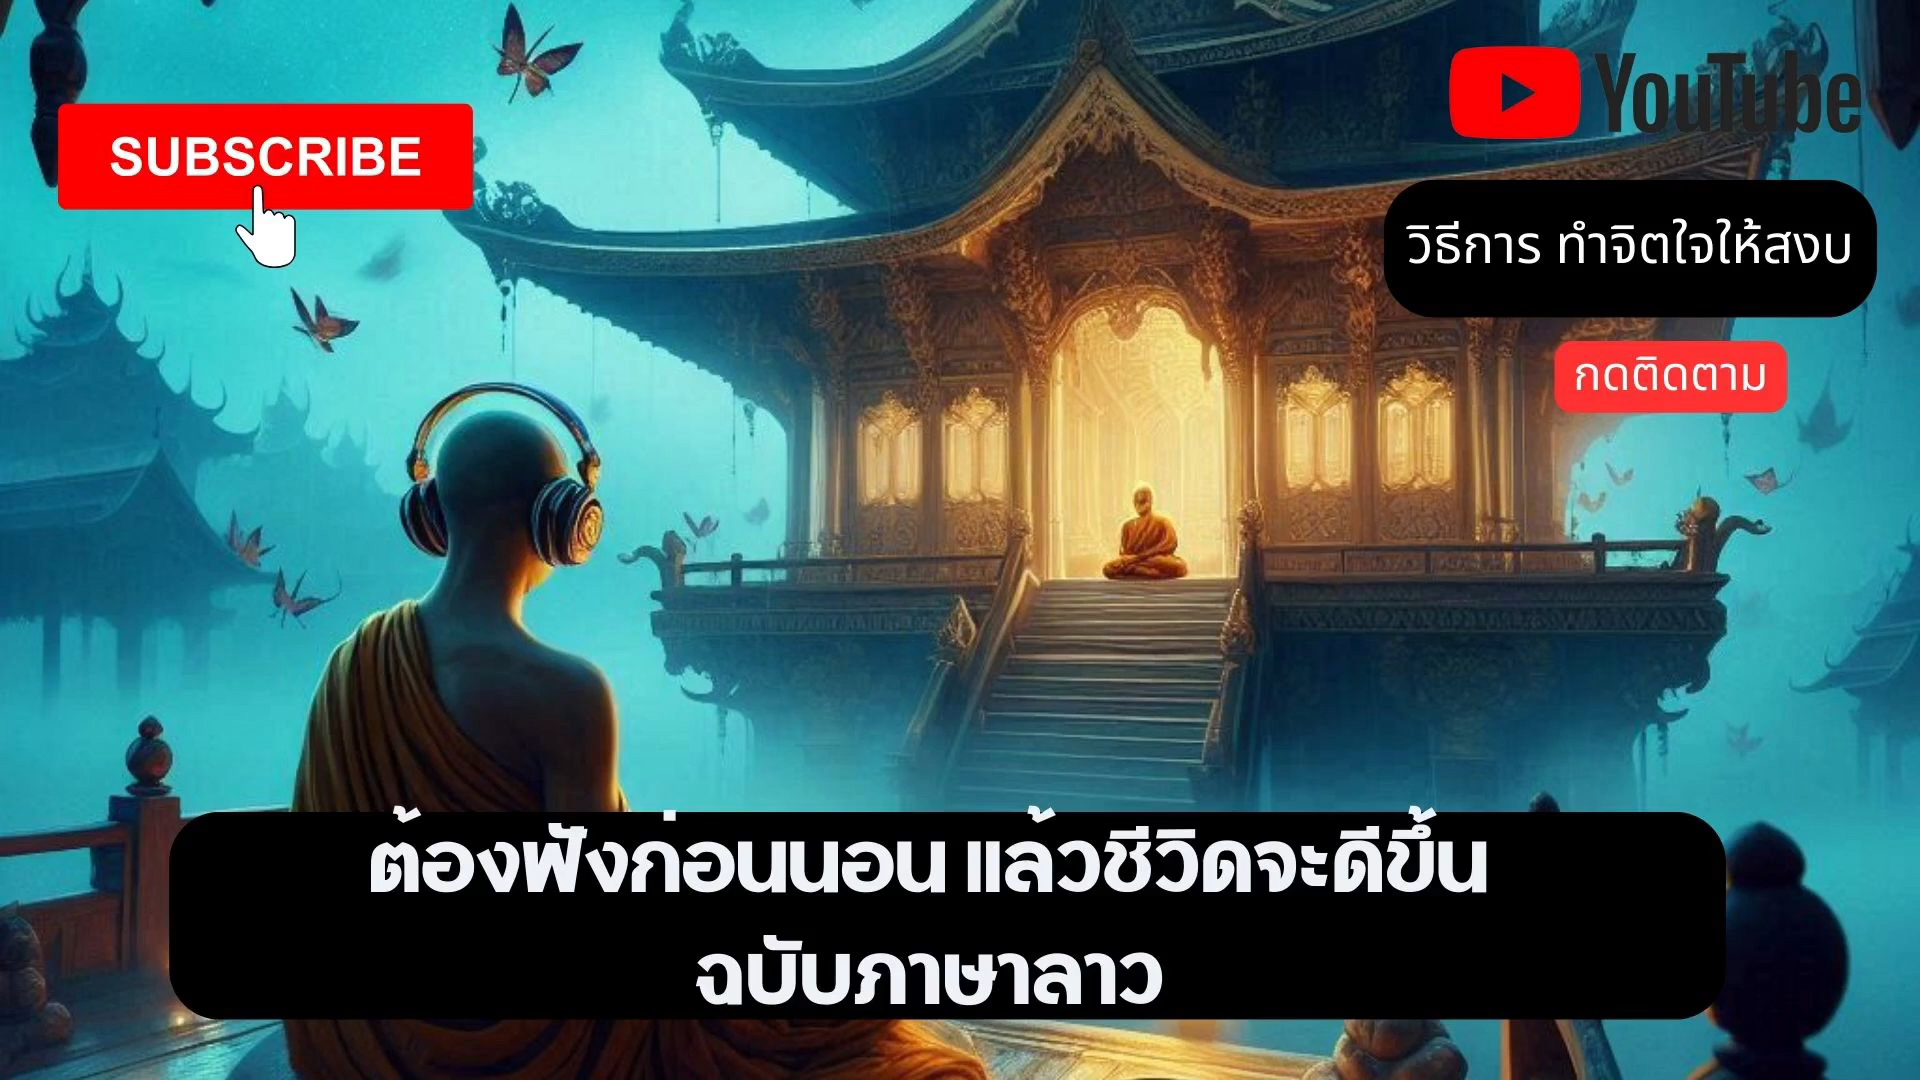 SUBSCRIBE
YouTube
วิธีการ ทำจิตใจให้สงบ
กดติดตาม
ต้องฟังก่อนนอน แล้วชีวิตจะดีขึ้น
ฉบับภาษาลาว